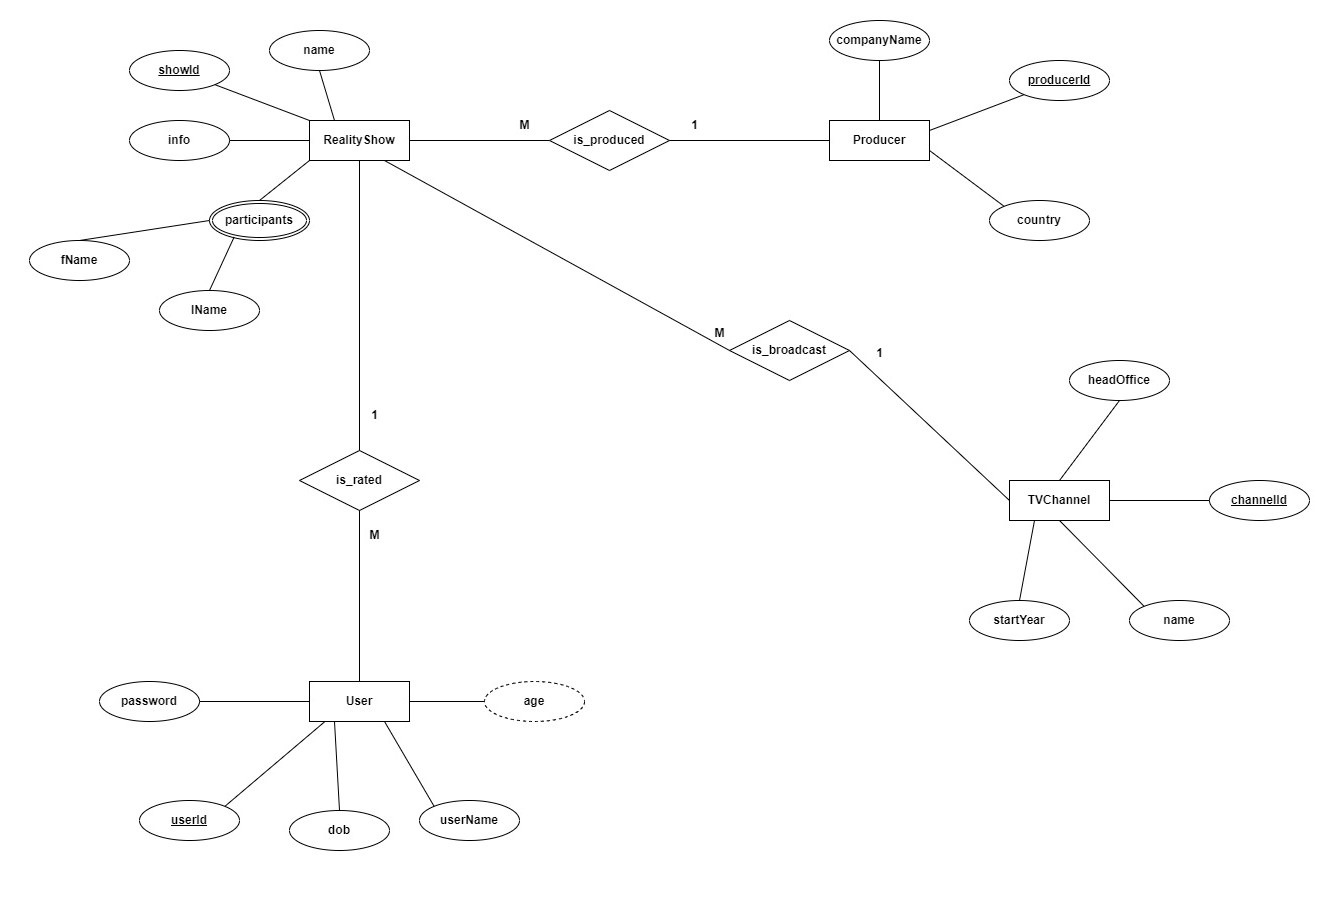 companyName
name
showId
producerId
M
1
info
RealityShow
is_produced
Producer
participants
country
fName
lName
M
is_broadcast
1
headOffice
1
is_rated
TVChannel
channelId
M
startYear
name
password
User
age
userId
dob
userName